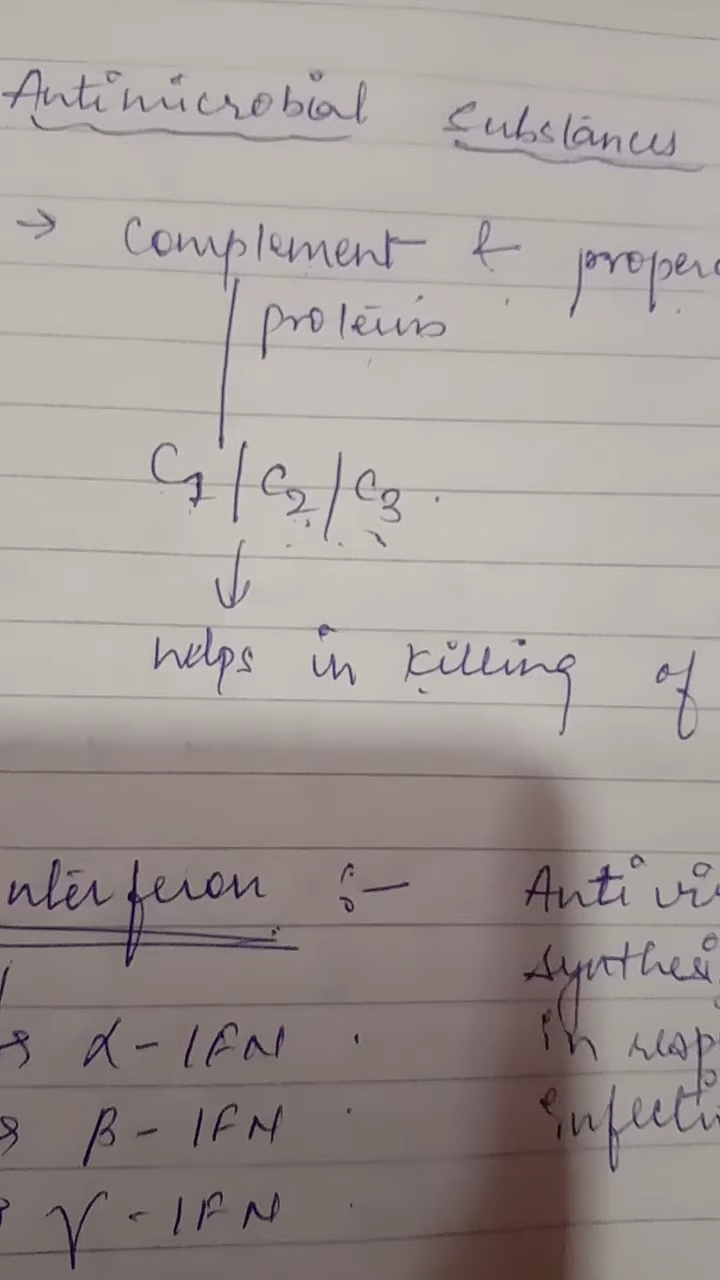 Antimicrobial Substances
→ Complement & proper
proteins
C1 / C2 / C3 .
↓
helps in killing of
nterferon :- Anti vi
synthesi
α - IFN . in resp
β - IFN . infecti
γ - IFN .